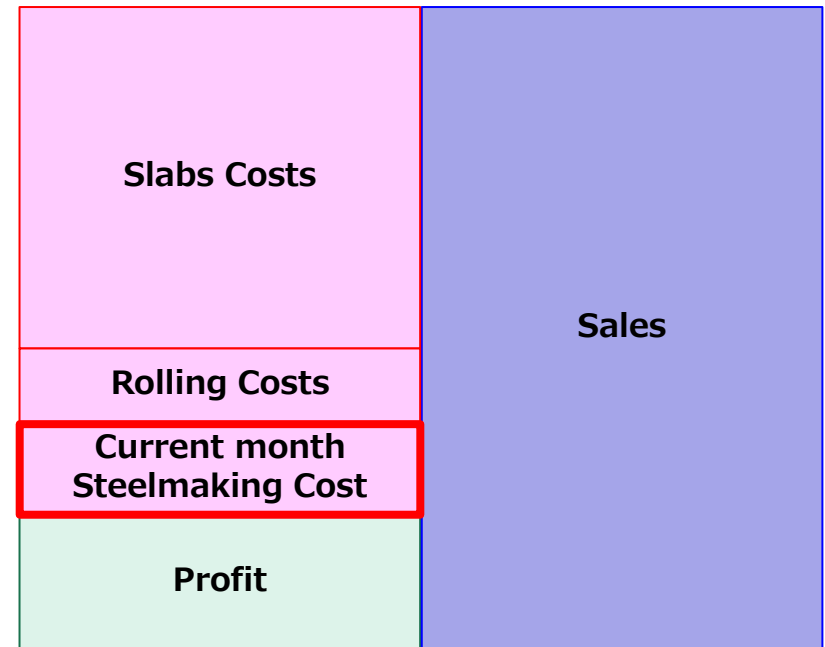 Slabs Costs
Sales
Rolling Costs
Current month
Steelmaking Cost
Profit